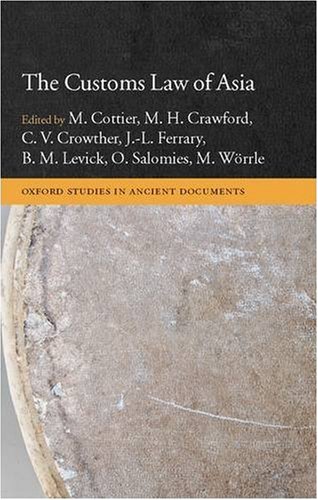 The Customs Law of Asia
Edited by M. Cottier, M. H. Crawford,
C. V. Crowther, J.-L. Ferrary,
B. M. Levick, O. Salomies, M. Wörrle
OXFORD STUDIES IN ANCIENT DOCUMENTS